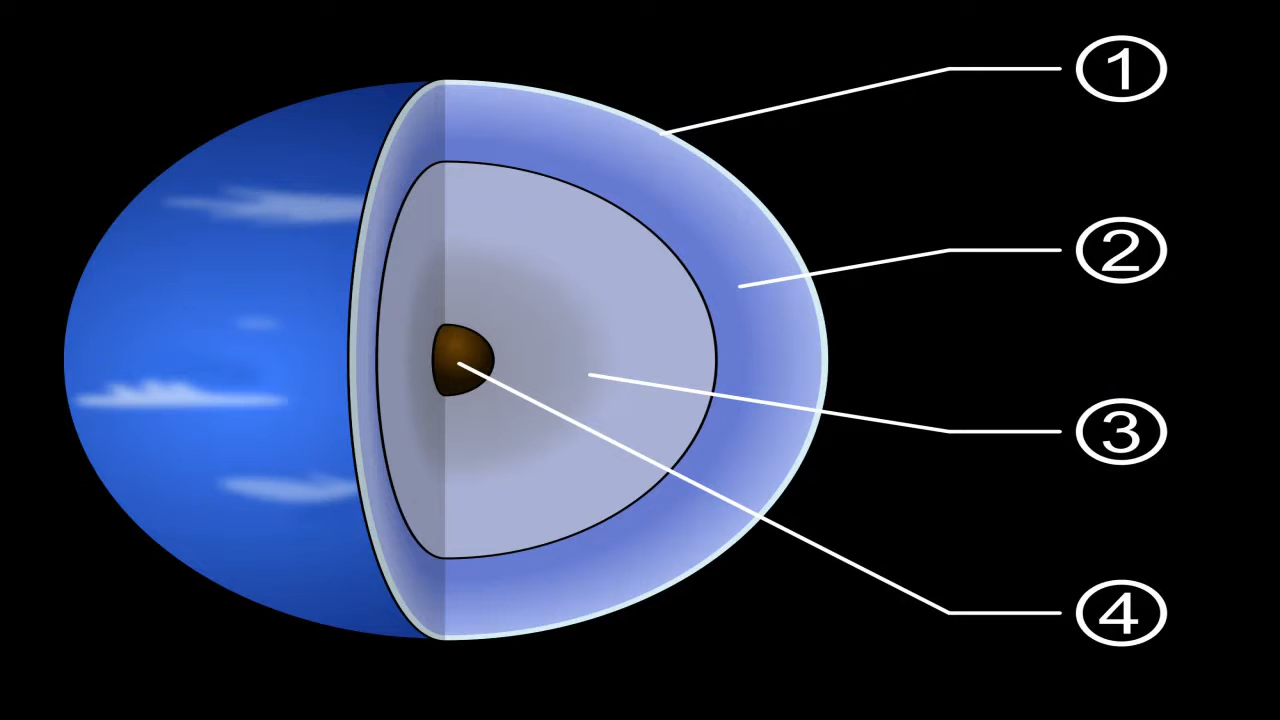 ①
②
③
④